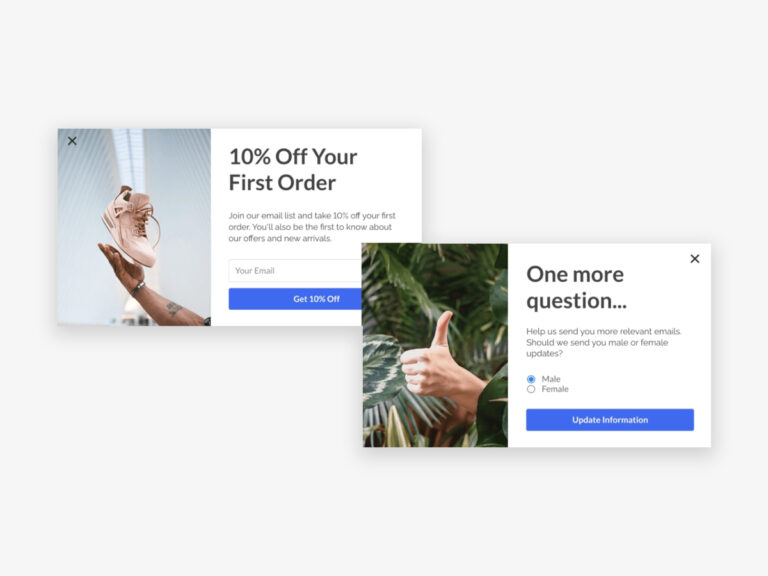 10% Off Your
First Order
Join our email list and take 10% off your first
order. You'll also be the first to know about
our offers and new arrivals.
Your Email
Get 10% Off
One more
question...
Help us send you more relevant emails.
Should we send you male or female
updates?
Male
Female
Update Information